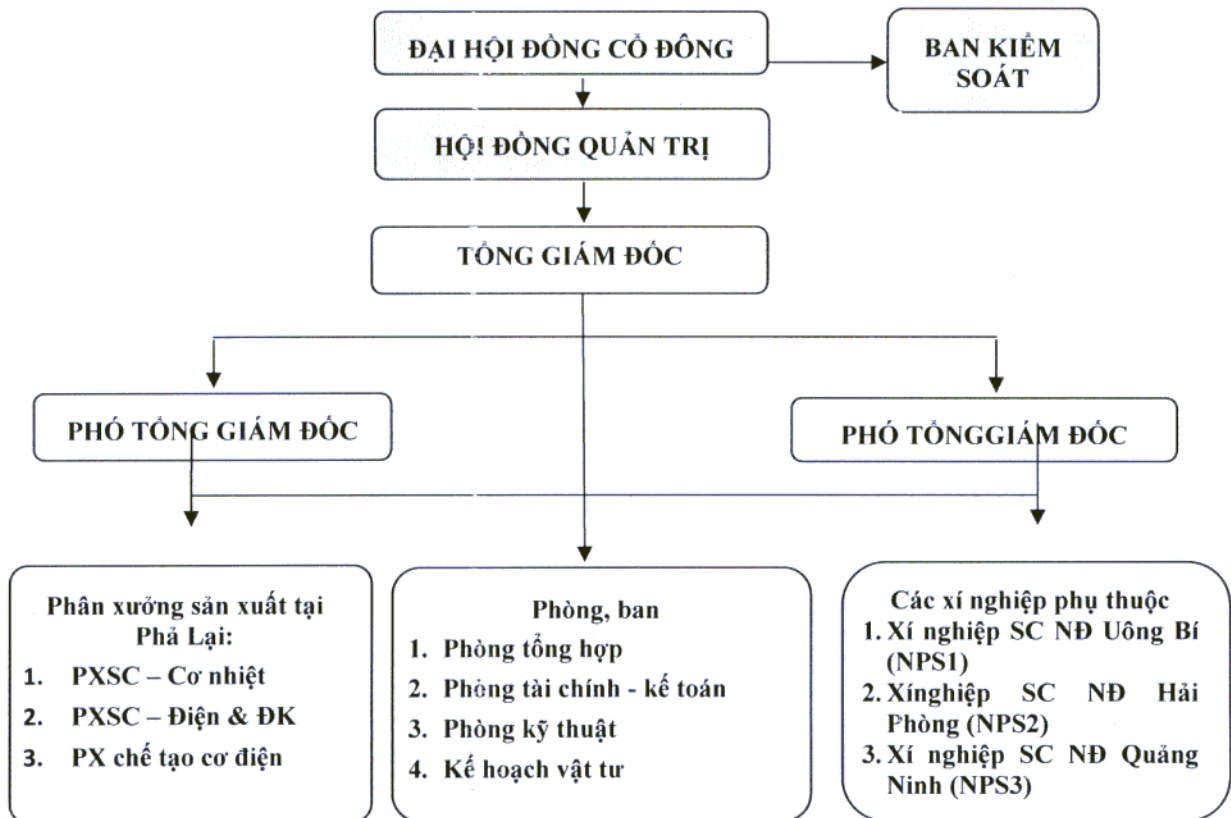 ĐẠI HỘI ĐỒNG CỔ ĐÔNG
BAN KIỂM
SOÁT
HỘI ĐỒNG QUẢN TRỊ
TỔNG GIÁM ĐỐC
PHÓ TỔNG GIÁM ĐỐC
PHÓ TỔNGGIÁM ĐỐC
Phân xưởng sản xuất tại
Phả Lại:
1. PXSC – Cơ nhiệt
2. PXSC – Điện & ĐK
3. PX chế tạo cơ điện
Phòng, ban
1. Phòng tổng hợp
2. Phòng tài chính - kế toán
3. Phòng kỹ thuật
4. Kế hoạch vật tư
Các xí nghiệp phụ thuộc
1. Xí nghiệp SC NĐ Uông Bí
(NPS1)
2. Xínghiệp SC NĐ Hải
Phòng (NPS2)
3. Xí nghiệp SC NĐ Quảng
Ninh (NPS3)